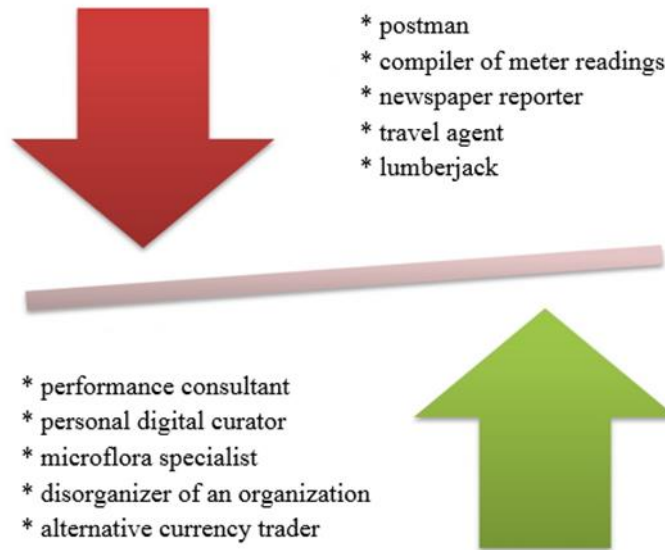 * postman
* compiler of meter readings
* newspaper reporter
* travel agent
* lumberjack
* performance consultant
* personal digital curator
* microflora specialist
* disorganizer of an organization
* alternative currency trader